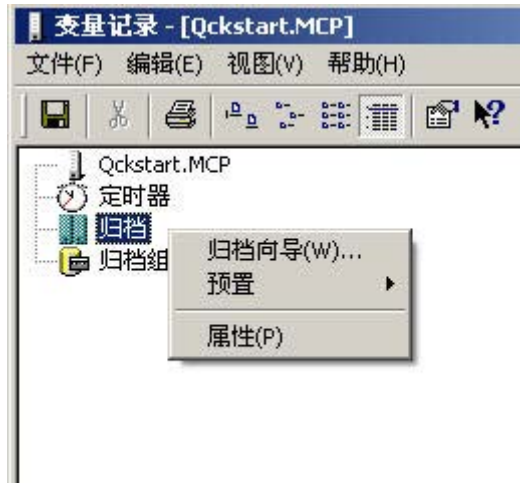 变量记录 - [Qckstart.MCP]
文件(F) 编辑(E) 视图(V) 帮助(H)
Qckstart.MCP
定时器
归档
归档组
归档向导(W)...
预置
属性(P)